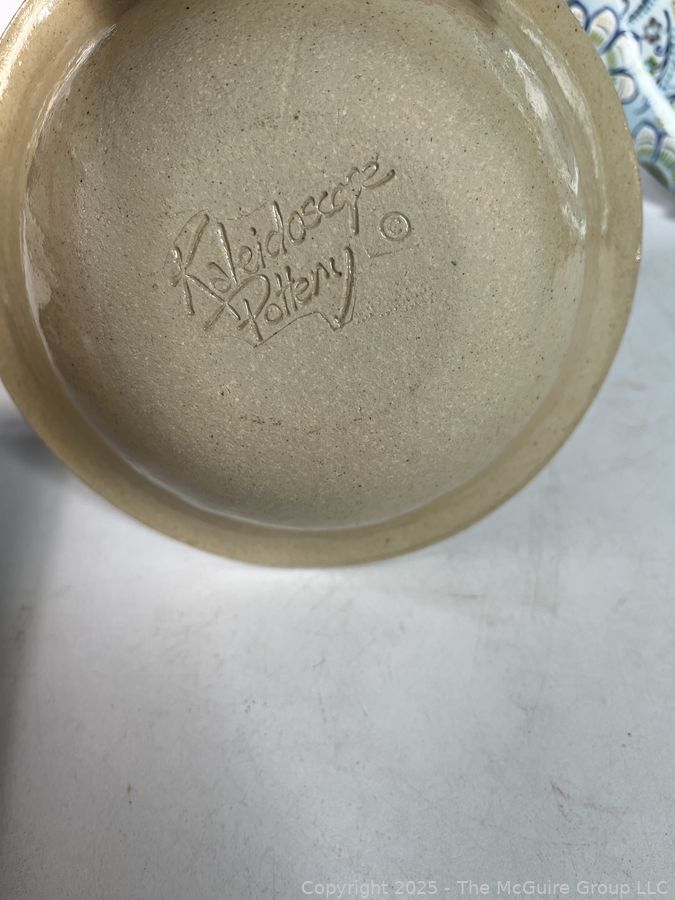 Kaleidoscope
Pottery ©
Copyright 2025 - The McGuire Group LLC